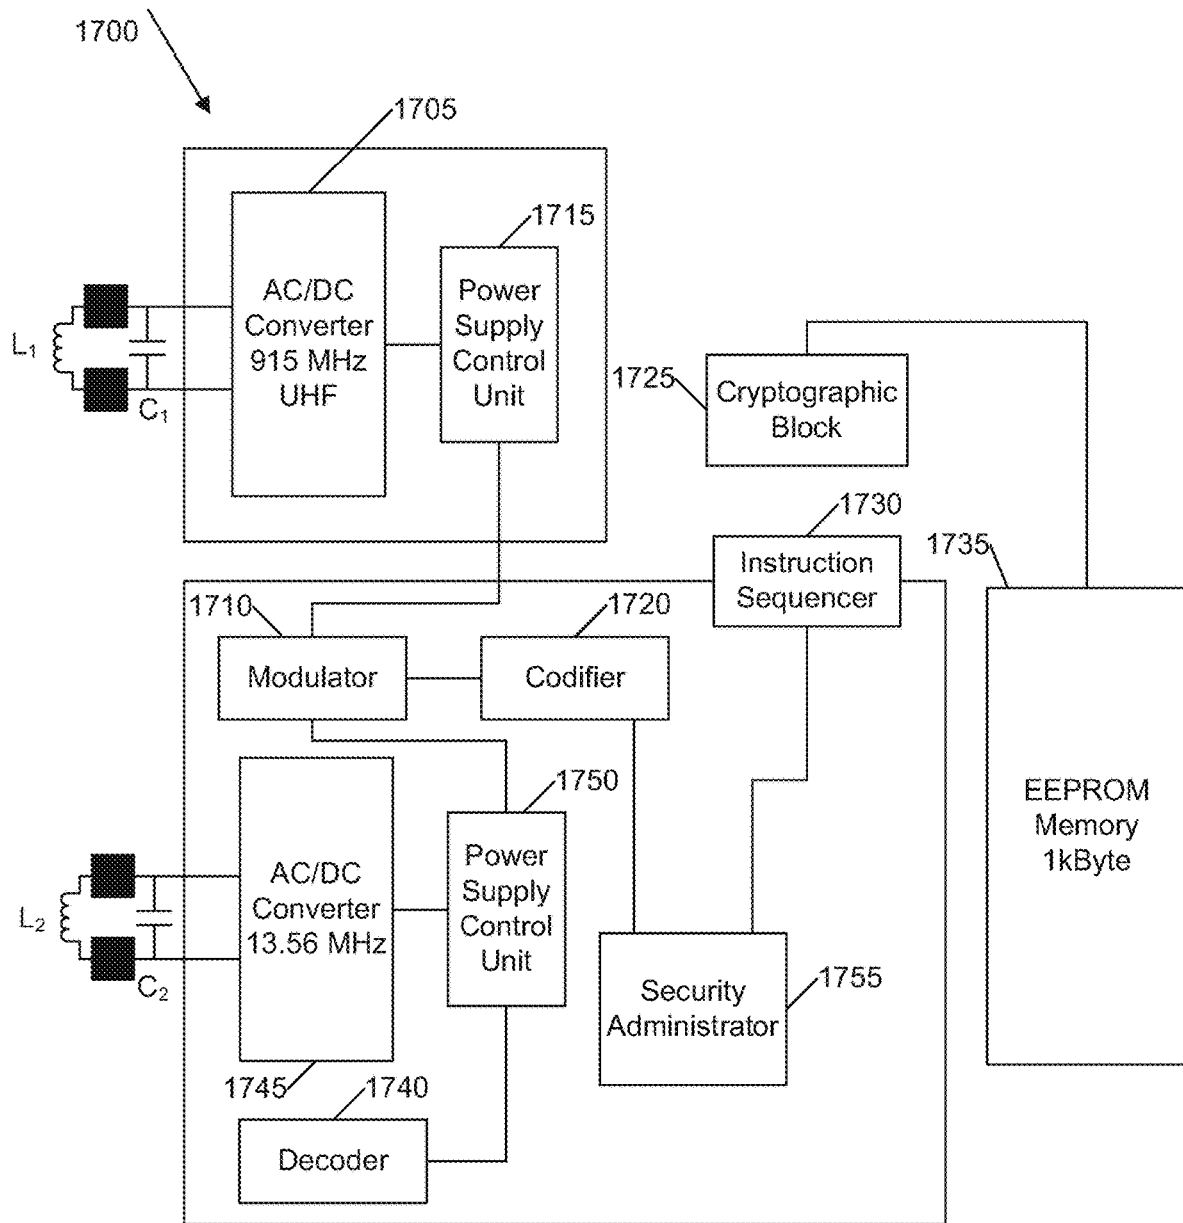 1700
1705
1715
AC/DC
Converter
915 MHz
UHF
Power
Supply
Control
Unit
L1
C1
1725
Cryptographic
Block
1730
Instruction
Sequencer
1735
1710
Modulator
1720
Codifier
EEPROM
Memory
1kByte
1750
AC/DC
Converter
13.56 MHz
Power
Supply
Control
Unit
L2
C2
Security
Administrator
1755
1745
1740
Decoder